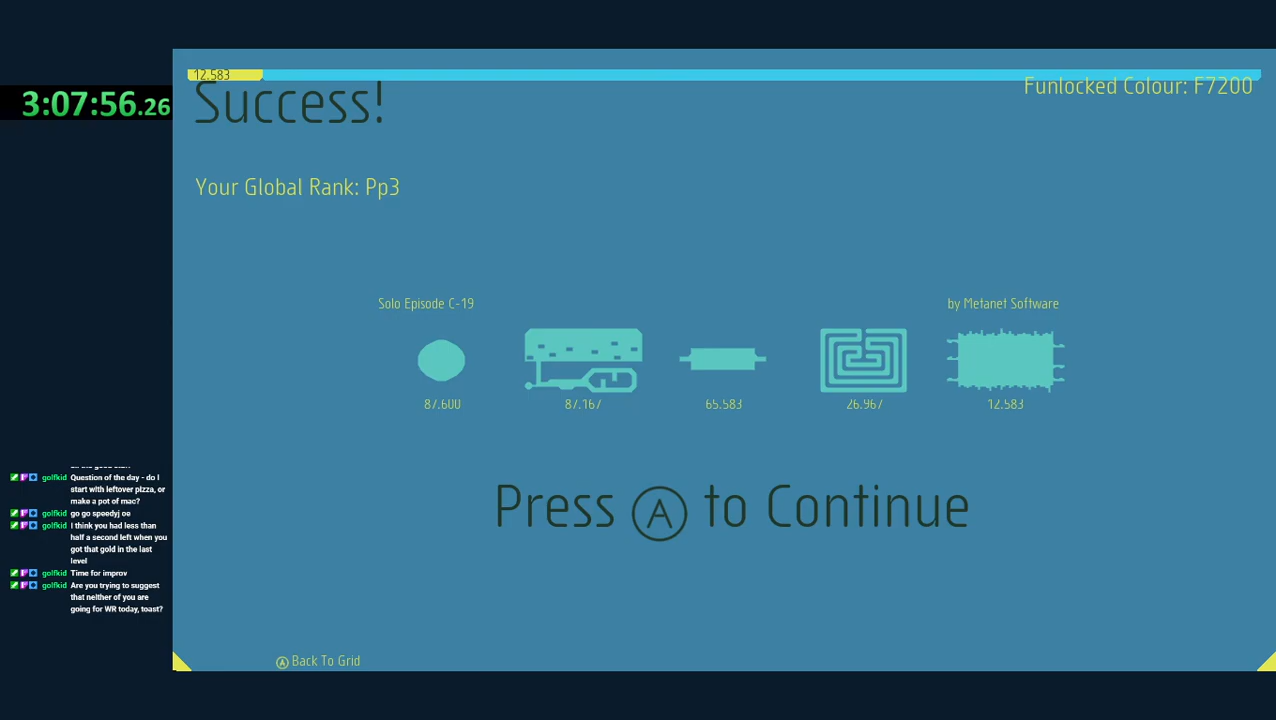 12.583
Success!
Funlocked Colour: F7200
3:07:56.26
Your Global Rank: Pp3
Solo Episode C-19
by Metanet Software
87.600
87.167
65.583
26.967
12.583
golfkid Question of the day - do I
start with leftover pizza, or
make a pot of mac?
golfkid go go speedyj oe
golfkid I think you had less than
half a second left when you
got that gold in the last
level
golfkid Time for improv
golfkid Are you trying to suggest
that neither of you are
going for WR today, toast?
Press A to Continue
A Back To Grid